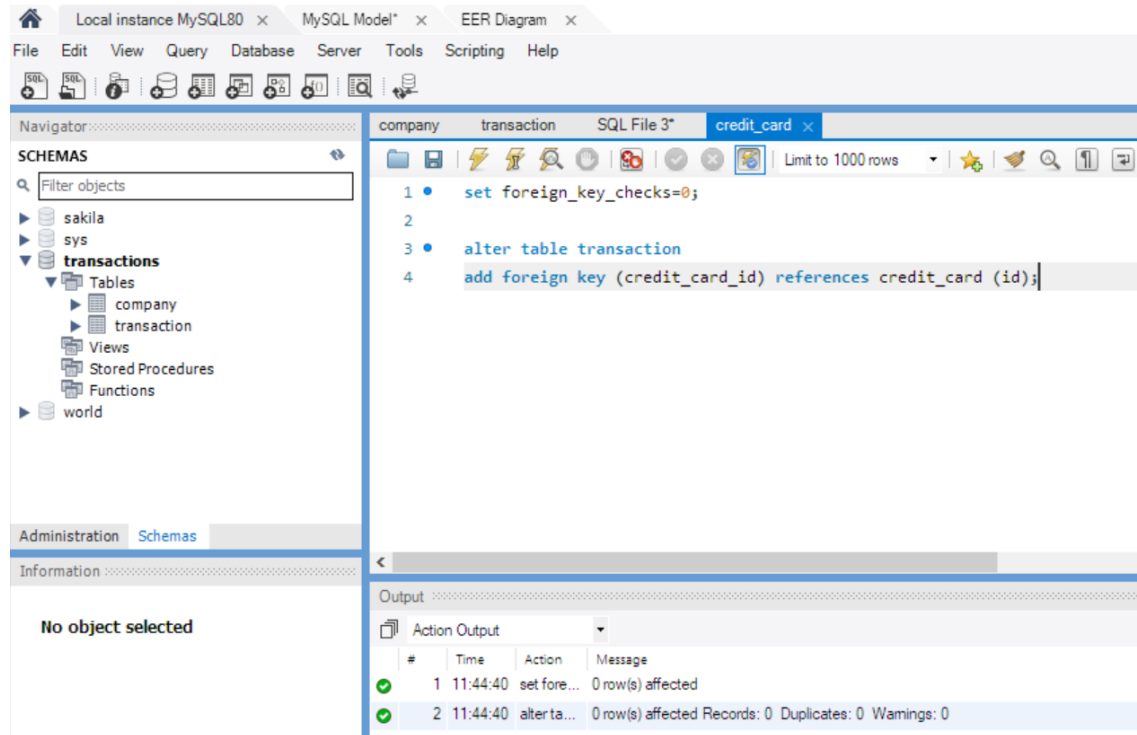 Local instance MySQL80 × MySQL Model* × EER Diagram ×
File Edit View Query Database Server Tools Scripting Help
Navigator
SCHEMAS
Filter objects
sakila
sys
transactions
Tables
company
transaction
Views
Stored Procedures
Functions
world
Administration Schemas
Information
No object selected
company transaction SQL File 3* credit_card ×
Limit to 1000 rows
1 set foreign_key_checks=0;
2
3 alter table transaction
4 add foreign key (credit_card_id) references credit_card (id);
Output
Action Output
# Time Action Message
1 11:44:40 set fore... 0 row(s) affected
2 11:44:40 alter ta... 0 row(s) affected Records: 0 Duplicates: 0 Warnings: 0